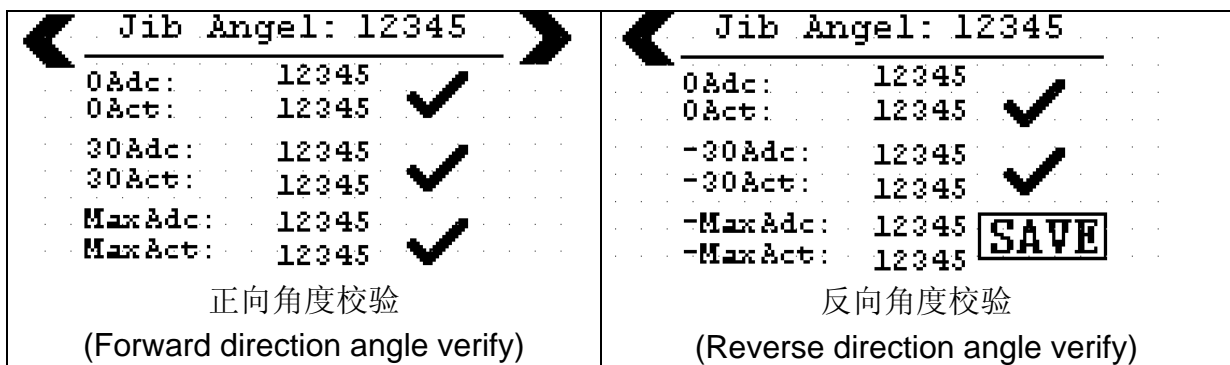 Jib Angel: 12345
0Adc: 12345
0Act: 12345
30Adc: 12345
30Act: 12345
MaxAdc: 12345
MaxAct: 12345
正向角度校验
(Forward direction angle verify)
Jib Angel: 12345
0Adc: 12345
0Act: 12345
-30Adc: 12345
-30Act: 12345
-MaxAdc: 12345
SAVE
-MaxAct: 12345
反向角度校验
(Reverse direction angle verify)